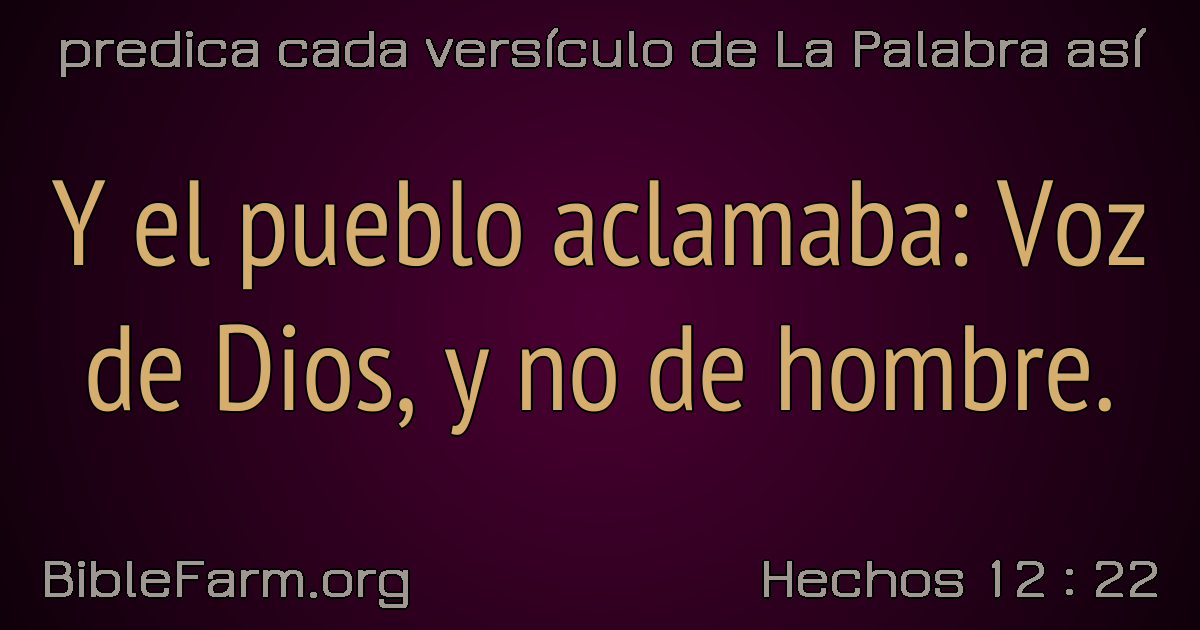 predica cada versículo de La Palabra así
Y el pueblo aclamaba: Voz
de Dios, y no de hombre.
BibleFarm.org
Hechos 12 : 22